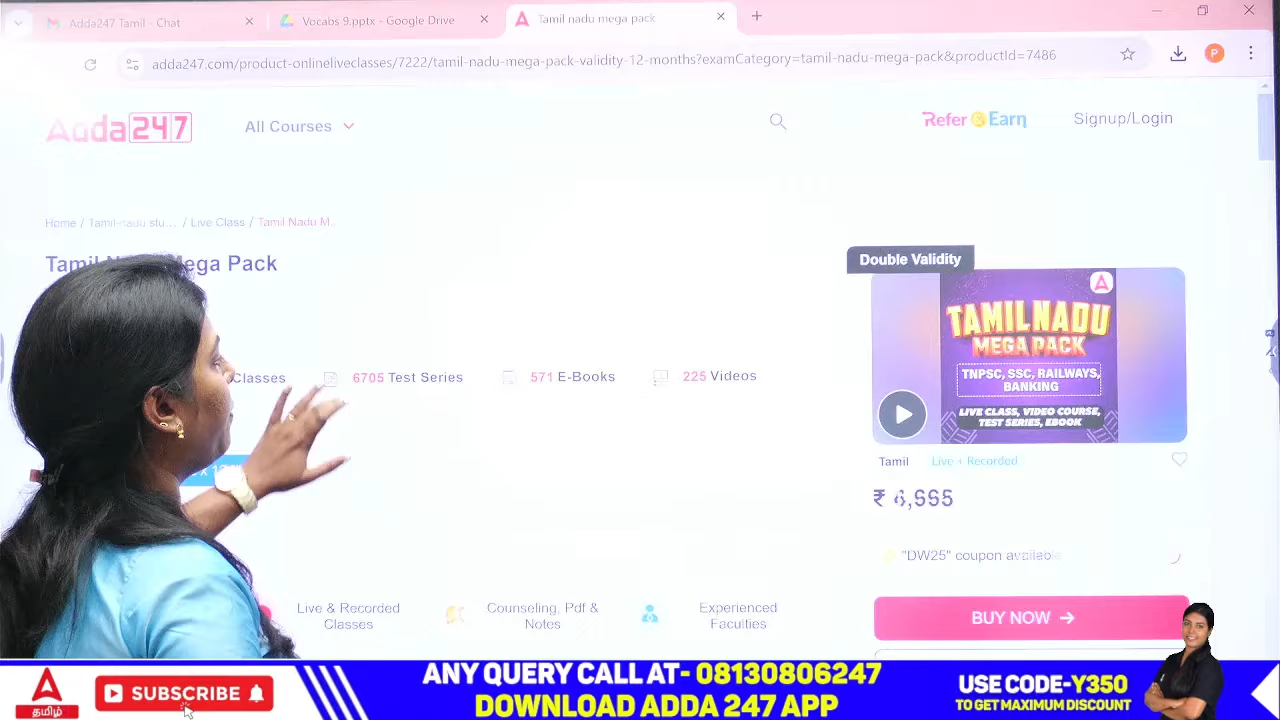 Adda247 Tamil - Chat
Vocabs 9.pptx - Google Drive
Tamil nadu mega pack
adda247.com/product-onlineliveclasses/7222/tamil-nadu-mega-pack-validity-12-months?examCategory=tamil-nadu-mega-pack&productId=7486
P
Adda247
All Courses
Refer & Earn
Signup/Login
Home / Tamil-nadu stu... / Live Class / Tamil Nadu M..
Tamil Mega Pack
Double Validity
TAMIL NADU
MEGA PACK
TNPSC, SSC, RAILWAYS,
BANKING
LIVE CLASS, VIDEO COURSE,
TEST SERIES, EBOOK
Classes
6705 Test Series
571 E-Books
225 Videos
Tamil
Live + Recorded
"DW25" coupon available
Live & Recorded
Classes
Counseling, Pdf &
Notes
Experienced
Faculties
BUY NOW
தமிழ்
SUBSCRIBE
ANY QUERY CALL AT- 08130806247
DOWNLOAD ADDA 247 APP
USE CODE-Y350
TO GET MAXIMUM DISCOUNT